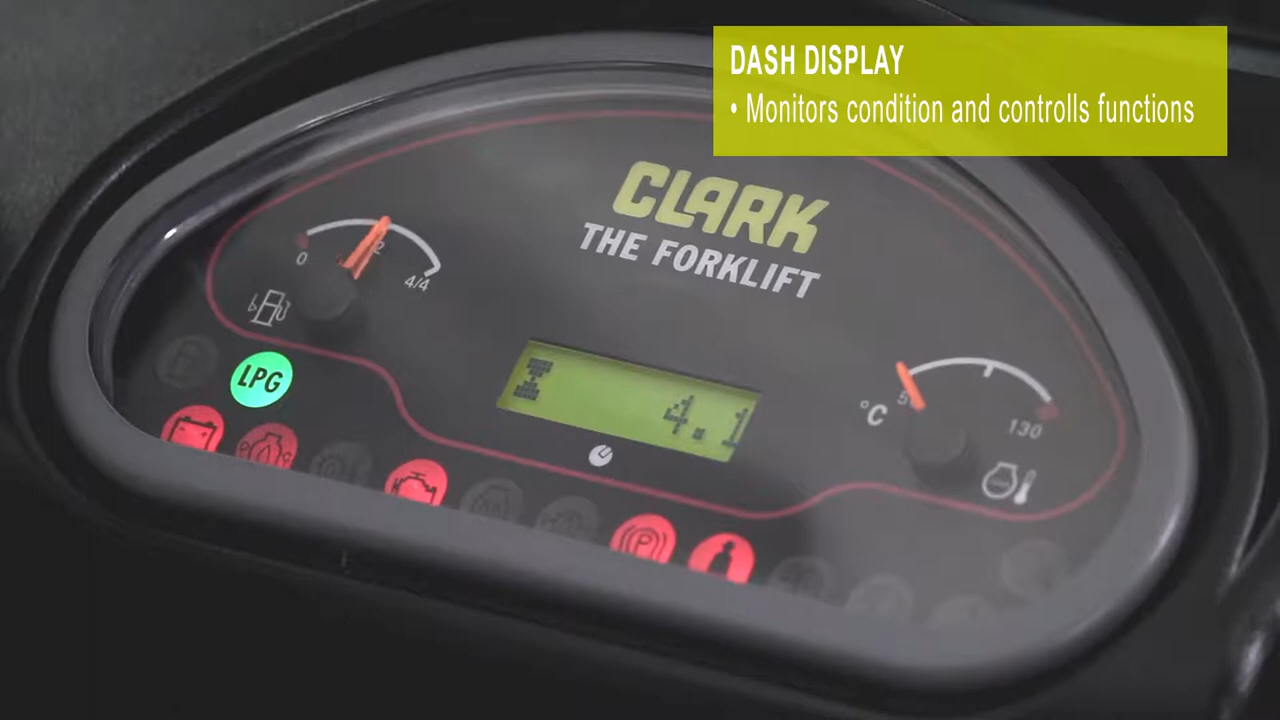 DASH DISPLAY
• Monitors condition and controlls functions
CLARK
THE FORKLIFT
0
4/4
LPG
4.1
°C
130
P